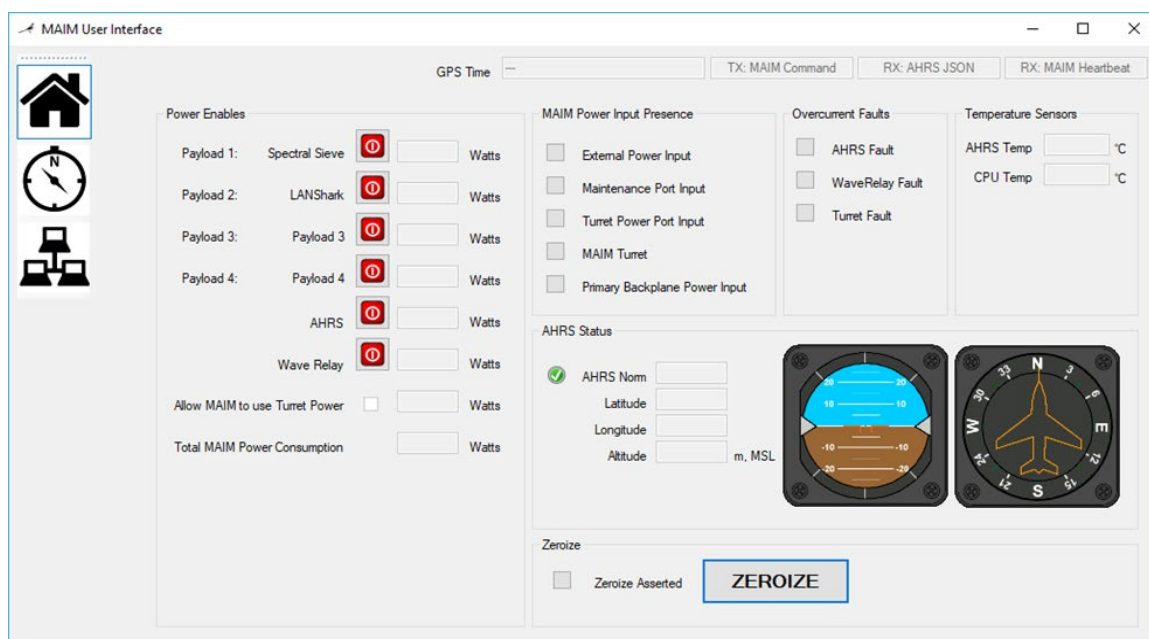 MAIM User Interface
GPS Time --- TX: MAIM Command RX: AHRS JSON RX: MAIM Heartbeat
Power Enables
Payload 1: Spectral Sieve Watts
Payload 2: LANShark Watts
Payload 3: Payload 3 Watts
Payload 4: Payload 4 Watts
AHRS Watts
Wave Relay Watts
Allow MAIM to use Turret Power Watts
Total MAIM Power Consumption Watts
MAIM Power Input Presence
External Power Input
Maintenance Port Input
Turret Power Port Input
MAIM Turret
Primary Backplane Power Input
Overcurrent Faults
AHRS Fault
WaveRelay Fault
Turret Fault
Temperature Sensors
AHRS Temp °C
CPU Temp °C
AHRS Status
AHRS Norm
Latitude
Longitude
Altitude m, MSL
20 20
10 10
-10 -10
-20 -20
N 3 6 E 12 15 S 21 24 W 30 33
Zeroize
Zeroize Asserted ZEROIZE
N